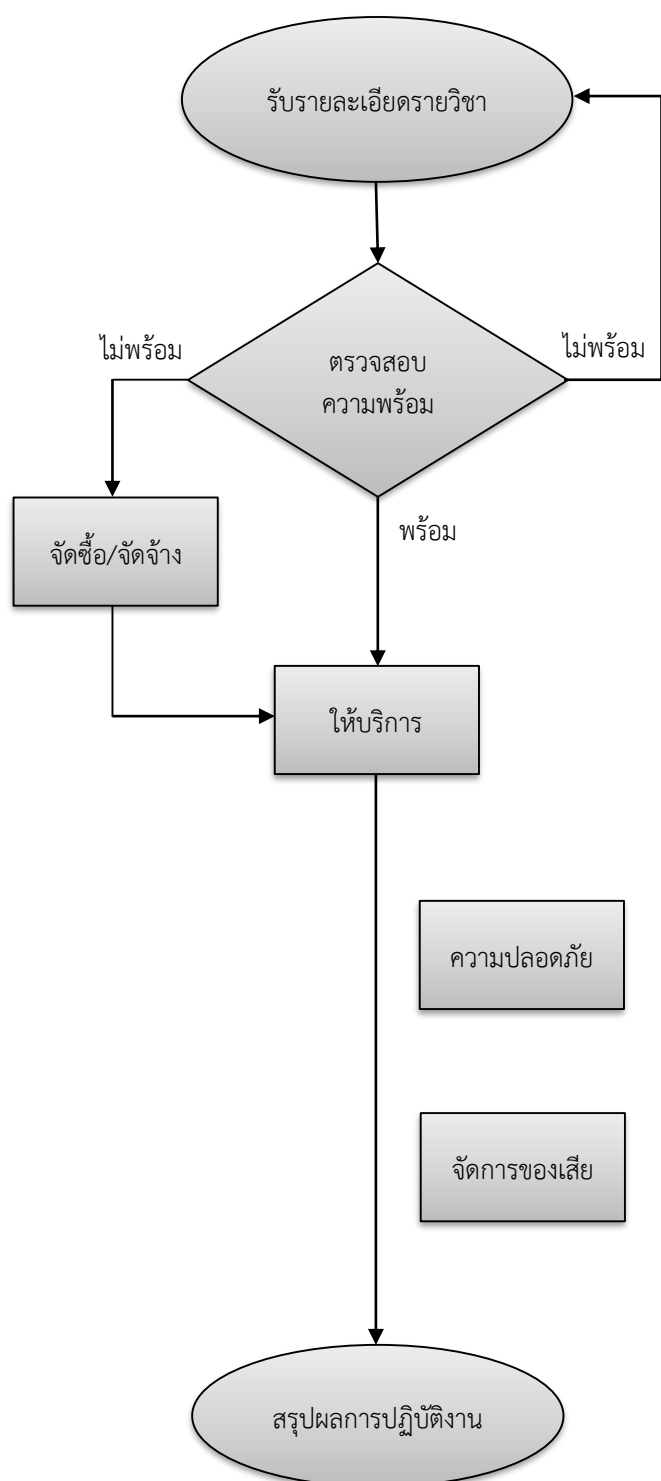 รับรายละเอียดรายวิชา
ไม่พร้อม
ตรวจสอบ
ความพร้อม
ไม่พร้อม
จัดซื้อ/จัดจ้าง
พร้อม
ให้บริการ
ความปลอดภัย
จัดการของเสีย
สรุปผลการปฏิบัติงาน